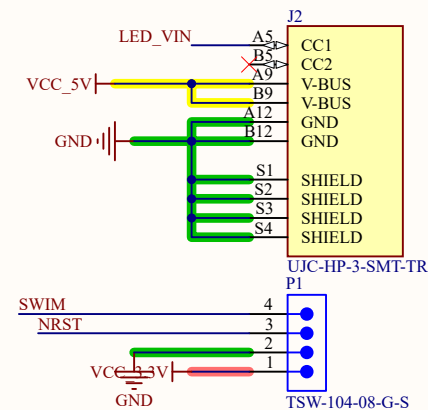 J2
LED_VIN
A5
CC1
B5
CC2
VCC_5V
A9
V-BUS
B9
V-BUS
A12
GND
GND
B12
GND
S1
SHIELD
S2
SHIELD
S3
SHIELD
S4
SHIELD
UJC-HP-3-SMT-TR
P1
SWIM
4
NRST
3
2
VCC_3.3V
1
GND
TSW-104-08-G-S